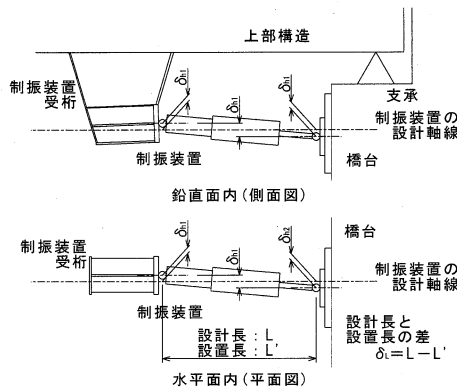 上部構造
制振装置
受桁
δh1
δh1
δh1
支承
制振装置の
設計軸線
制振装置
橋台
鉛直面内(側面図)
橋台
制振装置
受桁
δh1
δh1
δh2
制振装置の
設計軸線
制振装置
設計長:L
設置長:L'
設計長と
設置長の差
δL=L-L'
水平面内(平面図)